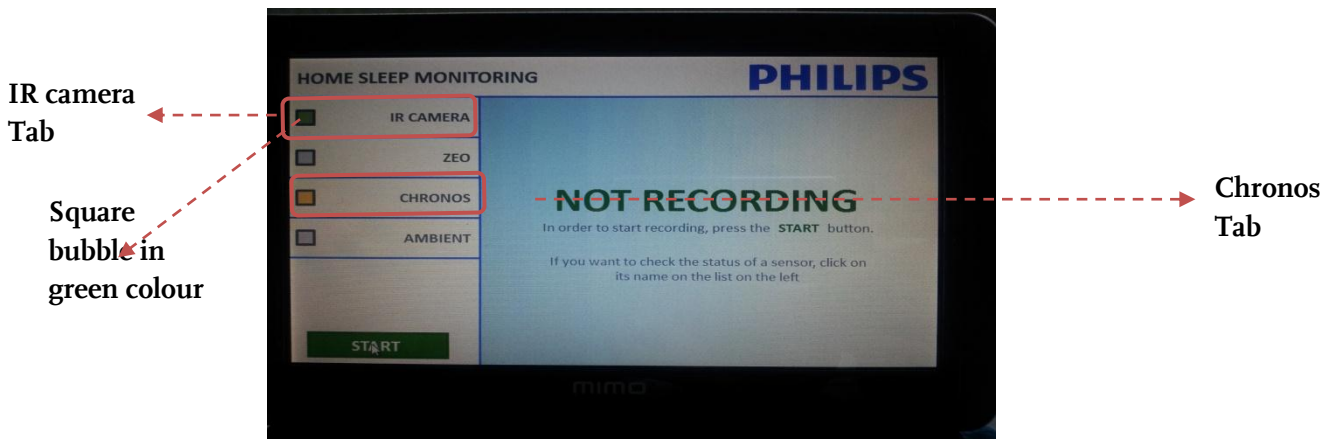 IR camera
Tab
Square
bubble in
green colour
HOME SLEEP MONITORING
PHILIPS
IR CAMERA
ZEO
CHRONOS
AMBIENT
START
NOT RECORDING
In order to start recording, press the START button.
If you want to check the status of a sensor, click on
its name on the list on the left
mimo
Chronos
Tab